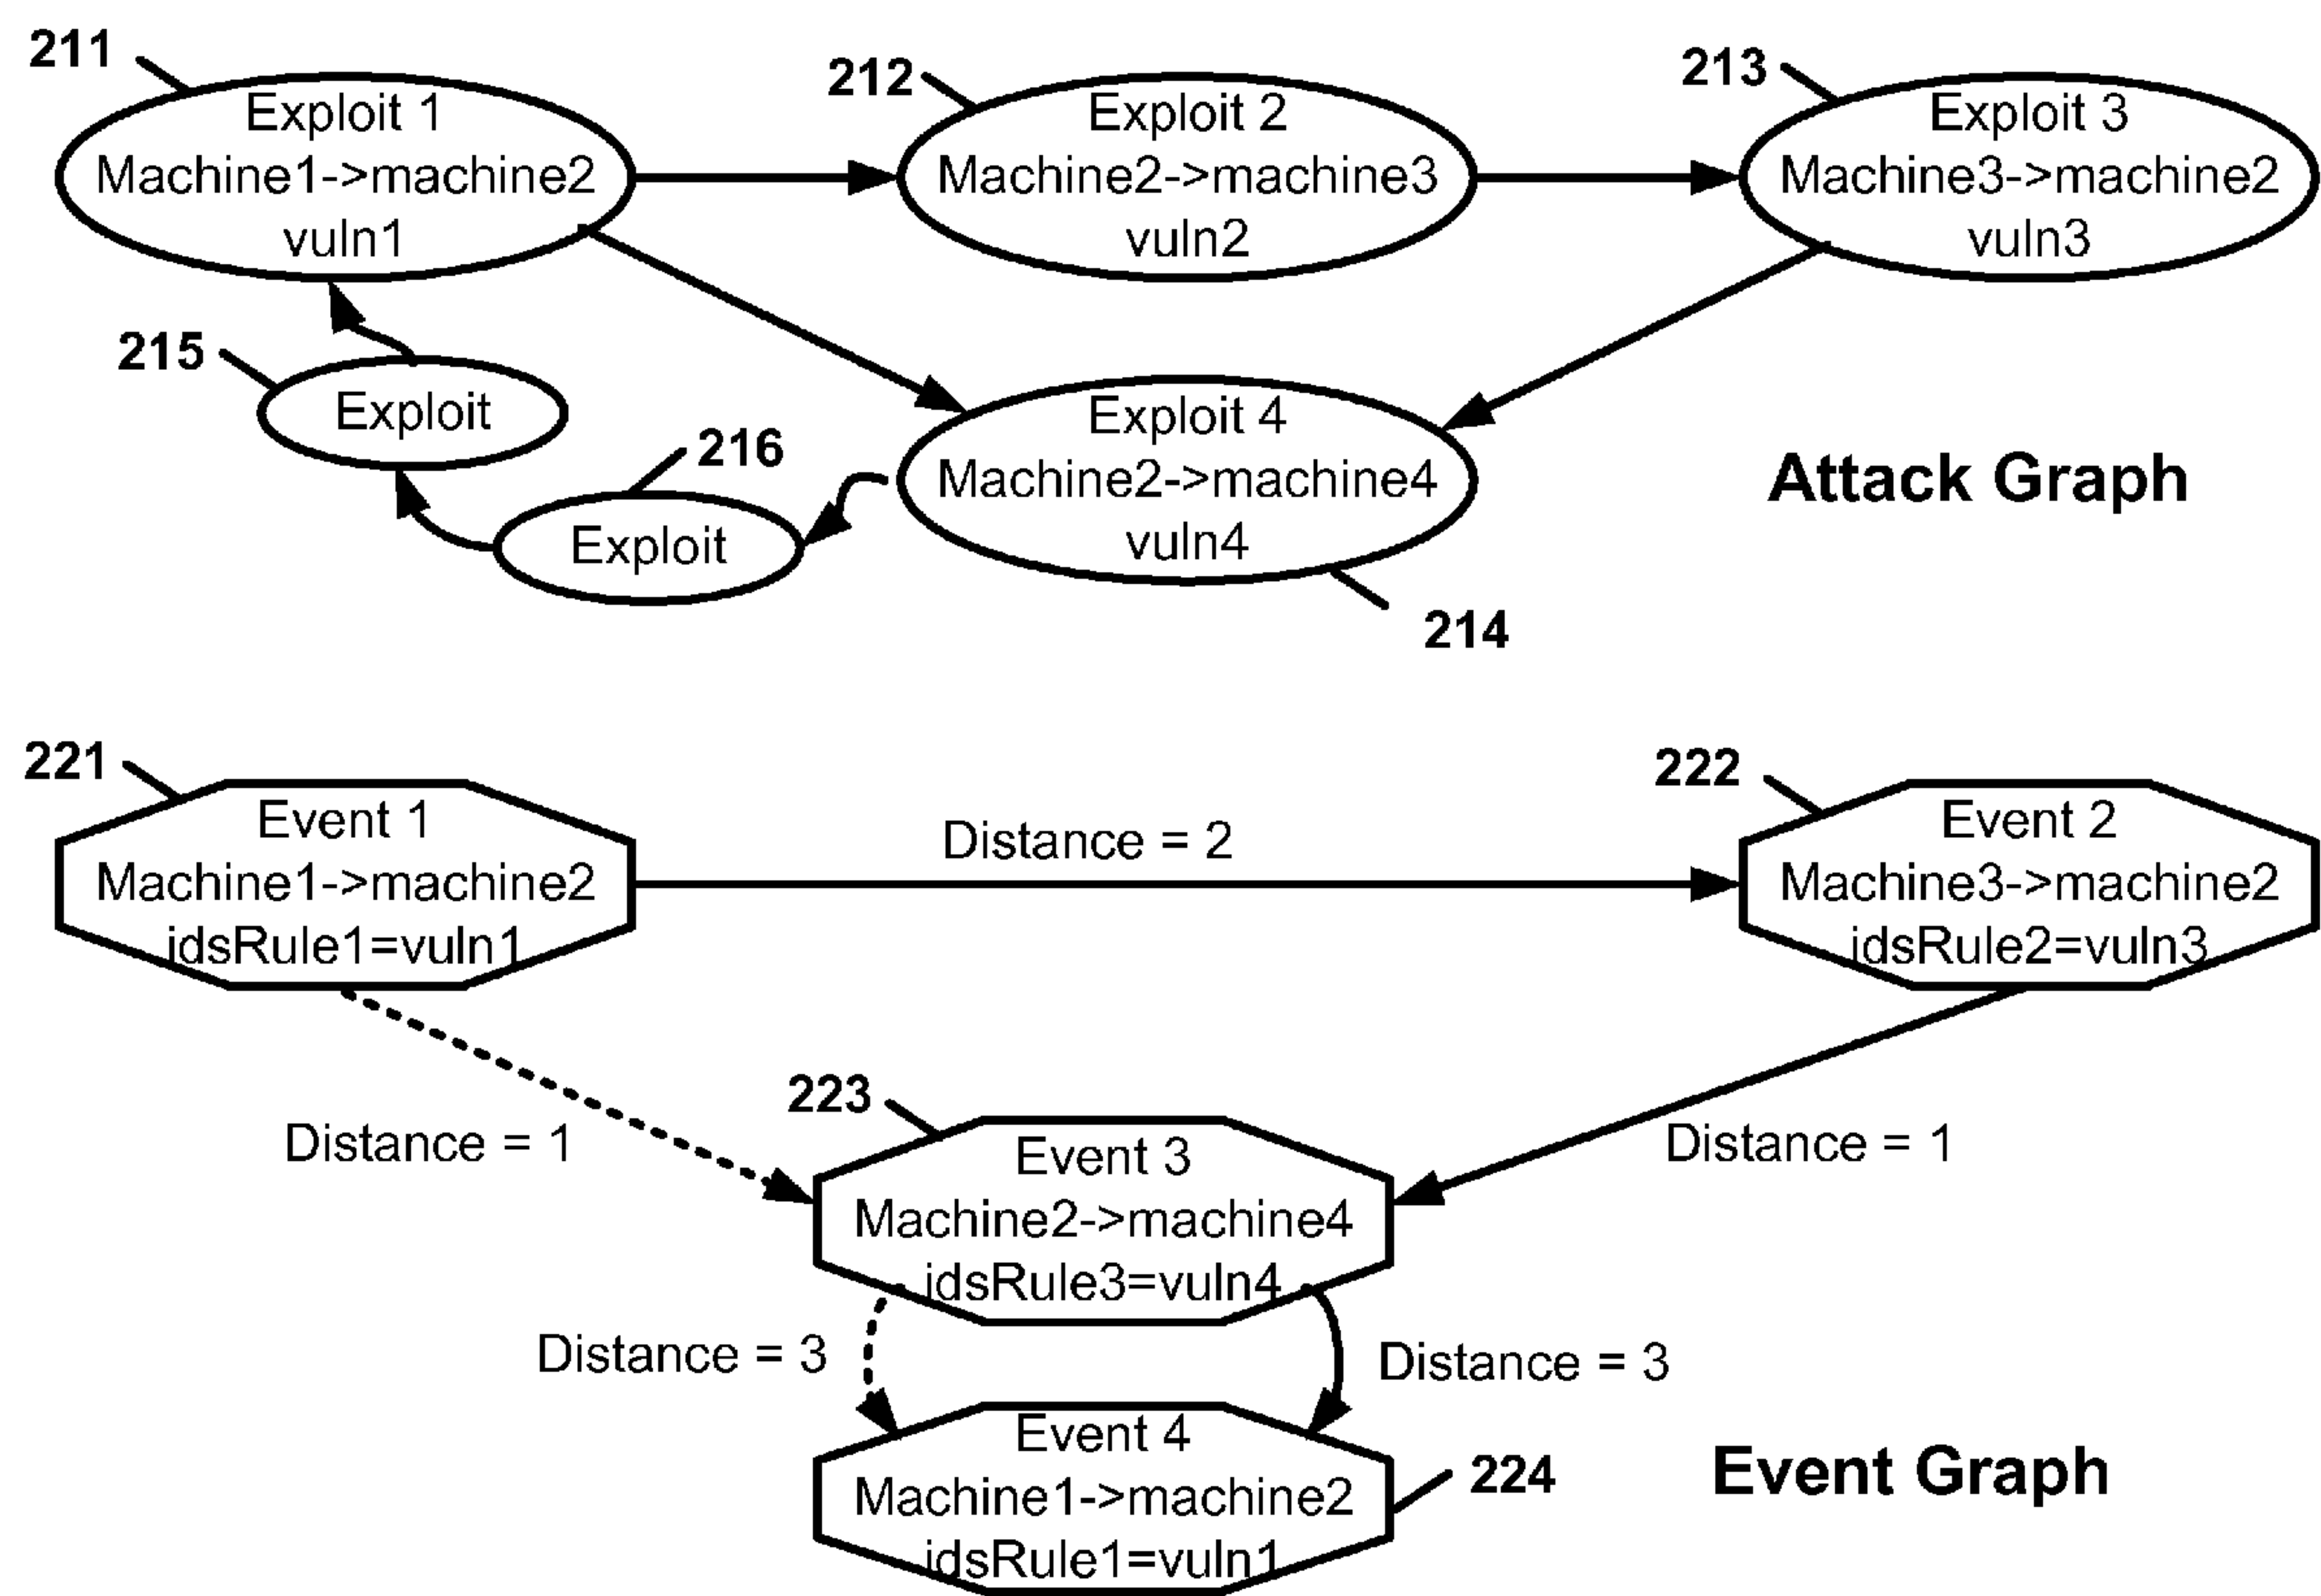 211
Exploit 1
Machine1->machine2
vuln1
212
Exploit 2
Machine2->machine3
vuln2
213
Exploit 3
Machine3->machine2
vuln3
215
Exploit
216
Exploit
Exploit 4
Machine2->machine4
vuln4
214
Attack Graph
221
Event 1
Machine1->machine2
idsRule1=vuln1
Distance = 2
222
Event 2
Machine3->machine2
idsRule2=vuln3
Distance = 1
223
Event 3
Machine2->machine4
idsRule3=vuln4
Distance = 1
Distance = 3
Distance = 3
Event 4
Machine1->machine2
idsRule1=vuln1
224
Event Graph